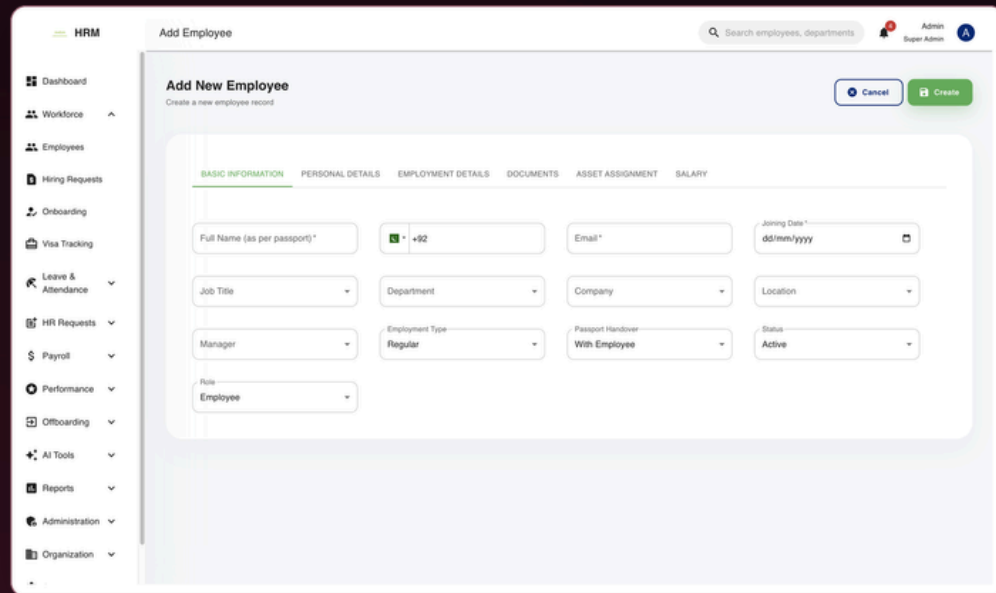 HRM
Add Employee
Search employees, departments
4
Admin
Super Admin
A
Dashboard
Workforce
Employees
Hiring Requests
Onboarding
Visa Tracking
Leave &
Attendance
HR Requests
Payroll
Performance
Offboarding
AI Tools
Reports
Administration
Organization
Add New Employee
Create a new employee record
Cancel
Create
BASIC INFORMATION PERSONAL DETAILS EMPLOYMENT DETAILS DOCUMENTS ASSET ASSIGNMENT SALARY
Full Name (as per passport) *
+92
Email *
Joining Date *
dd/mm/yyyy
Job Title
Department
Company
Location
Manager
Employment Type
Regular
Passport Handover
With Employee
Status
Active
Role
Employee